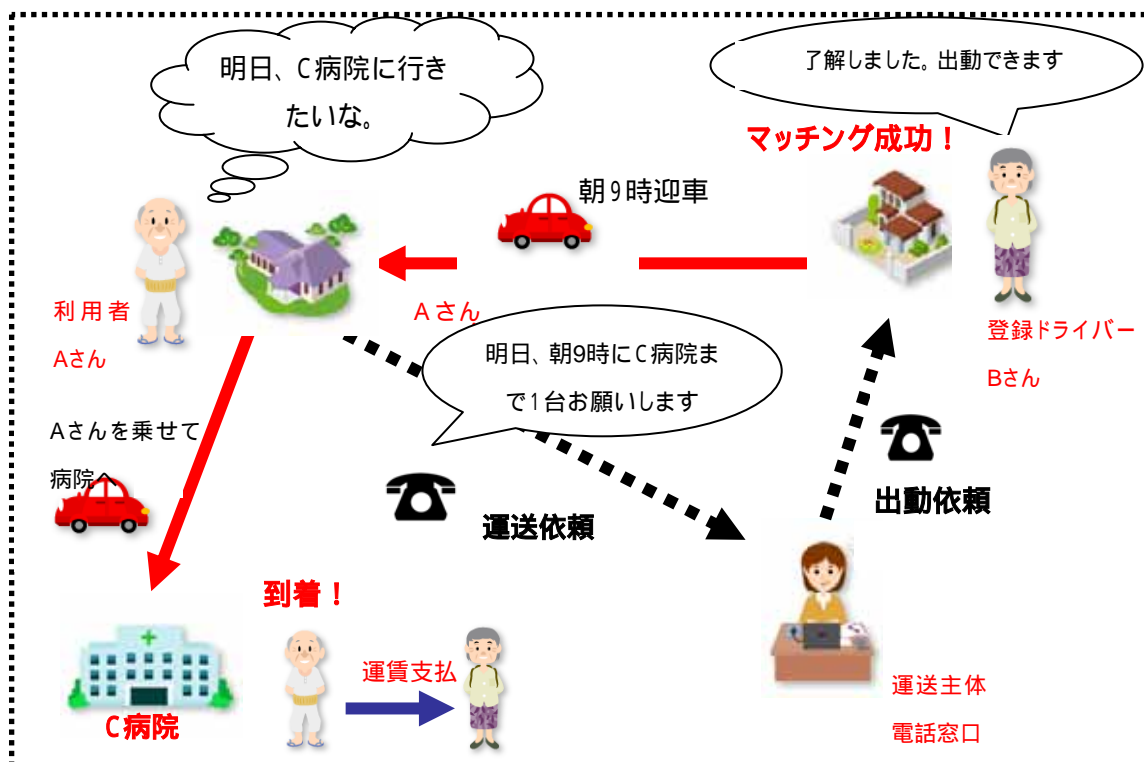 明日、C病院に行き
たいな。
了解しました。出動できます
マッチング成功！
朝9時迎車
利用者
Aさん
Aさん
登録ドライバー
Bさん
明日、朝9時にC病院ま
で1台お願いします
Aさんを乗せて
病院へ
運送依頼
出動依頼
到着！
運賃支払
C病院
運送主体
電話窓口